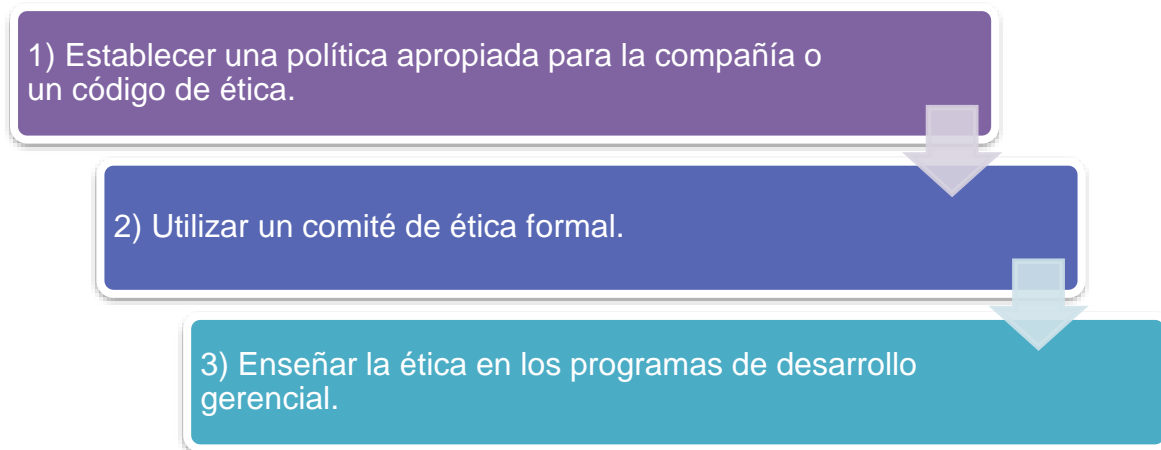 1) Establecer una política apropiada para la compañía o
un código de ética.
2) Utilizar un comité de ética formal.
3) Enseñar la ética en los programas de desarrollo
gerencial.